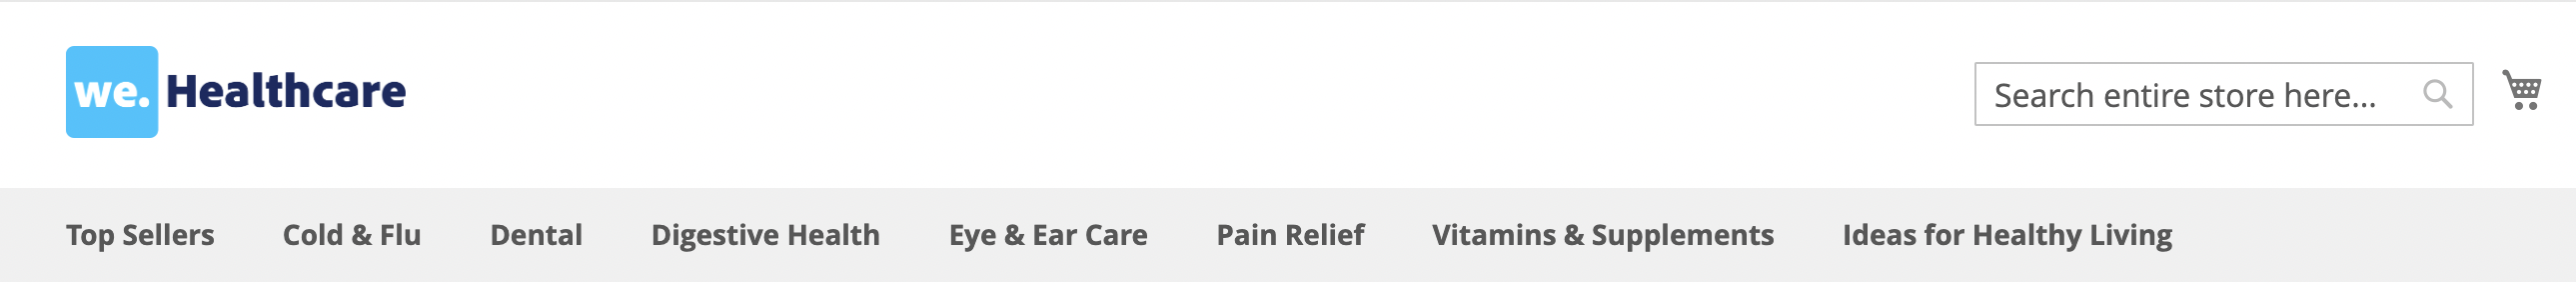 we. Healthcare
Search entire store here...
Top Sellers Cold & Flu Dental Digestive Health Eye & Ear Care Pain Relief Vitamins & Supplements Ideas for Healthy Living